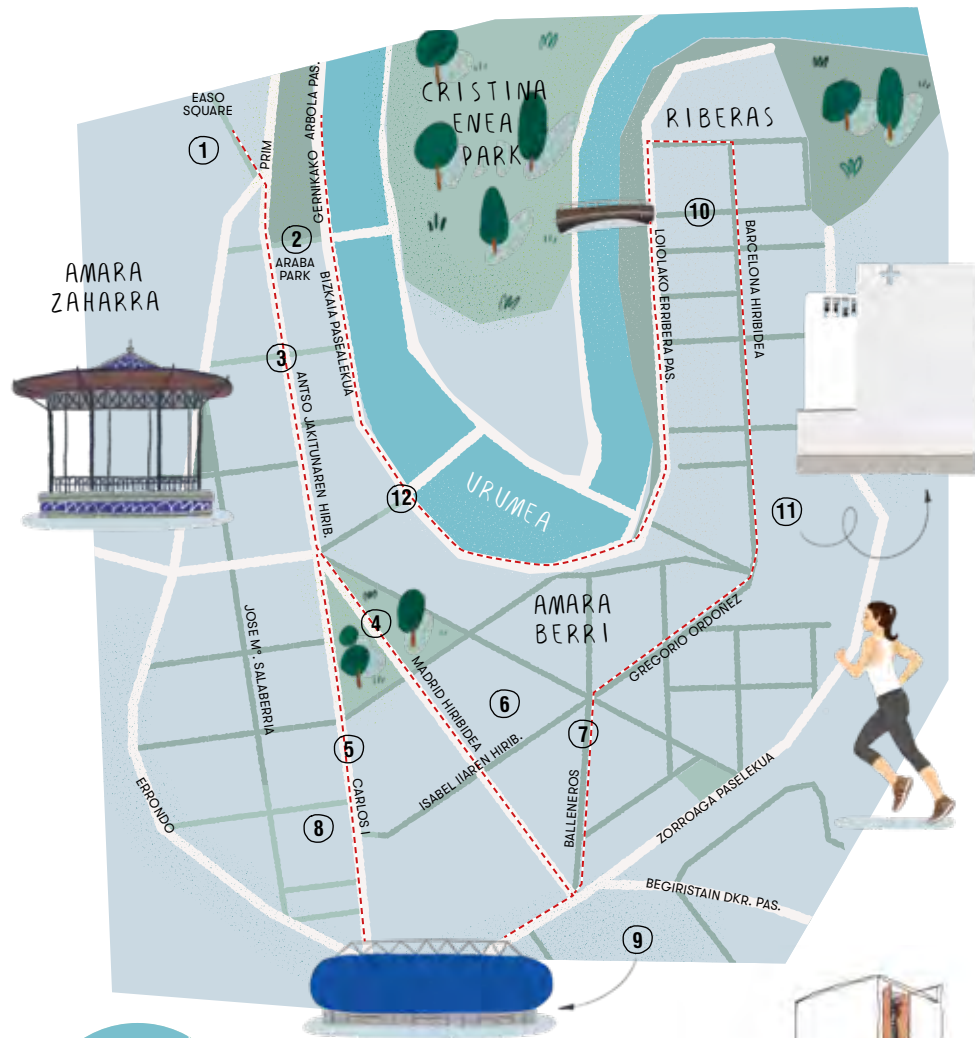 EASO
SQUARE
1
PRIM
GERNIKAKO ARBOLA PAS.
CRISTINA
ENEA
PARK
RIBERAS
2
ARABA
PARK
10
AMARA
ZAHARRA
BIZKAIA PASEALEKUA
LOIOLAKO ERRIBERA PAS.
BARCELONA HIRIBIDEA
3
ANTSO JAKITUNAREN HIRIB.
12
URUMEA
11
AMARA
BERRI
4
JOSE Mª. SALABERRIA
MADRID HIRIBIDEA
GREGORIO ORDOÑEZ
6
7
5
ISABEL IIAREN HIRIB.
ERRONDO
CARLOS I
8
BALLENEROS
ZORROAGA PASELEKUA
BEGIRISTAIN DKR. PAS.
9